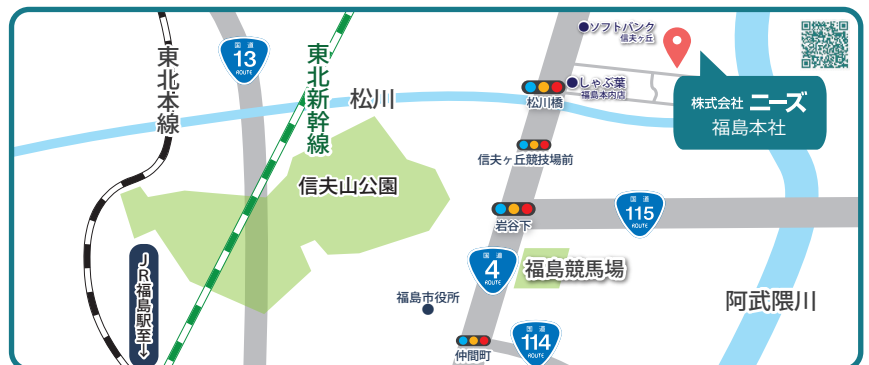 ソフトバンク
信夫ヶ丘
国道
13
ROUTE
東北本線
東北新幹線
松川
しゃぶ葉
福島本内店
松川橋
株式会社 ニーズ
福島本社
信夫ヶ丘競技場前
信夫山公園
岩谷下
国道
115
ROUTE
国道
4
ROUTE
福島競馬場
JR福島駅至→
福島市役所
阿武隈川
仲間町
国道
114
ROUTE